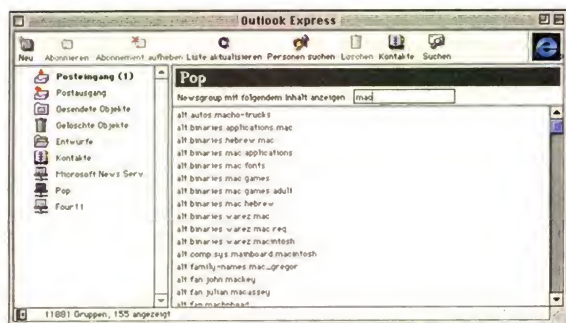 Outlook Express
Neu Abonnieren Abonnement aufheben Liste aktualisieren Personen suchen Löschen Kontakte Suchen
Posteingang (1)
Postausgang
Gesendete Objekte
Gelöschte Objekte
Entwürfe
Kontakte
Microsoft News Serv
Pop
Four11
Pop
Newsgroup mit folgendem Inhalt anzeigen mac
alt.autos.macho-trucks
alt.binaries.applications.mac
alt.binaries.hebrew.mac
alt.binaries.mac.applications
alt.binaries.mac.fonts
alt.binaries.mac.games
alt.binaries.mac.games.adult
alt.binaries.mac.hebrew
alt.binaries.warez.mac
alt.binaries.warez.mac.req
alt.binaries.warez.macintosh
alt.comp.sys.mainboard.macintosh
alt.family-names.mac_gregor
alt.fan.john.mackey
alt.fan.julian.macassey
alt.fan.machinhead
11881 Gruppen, 155 angezeigt